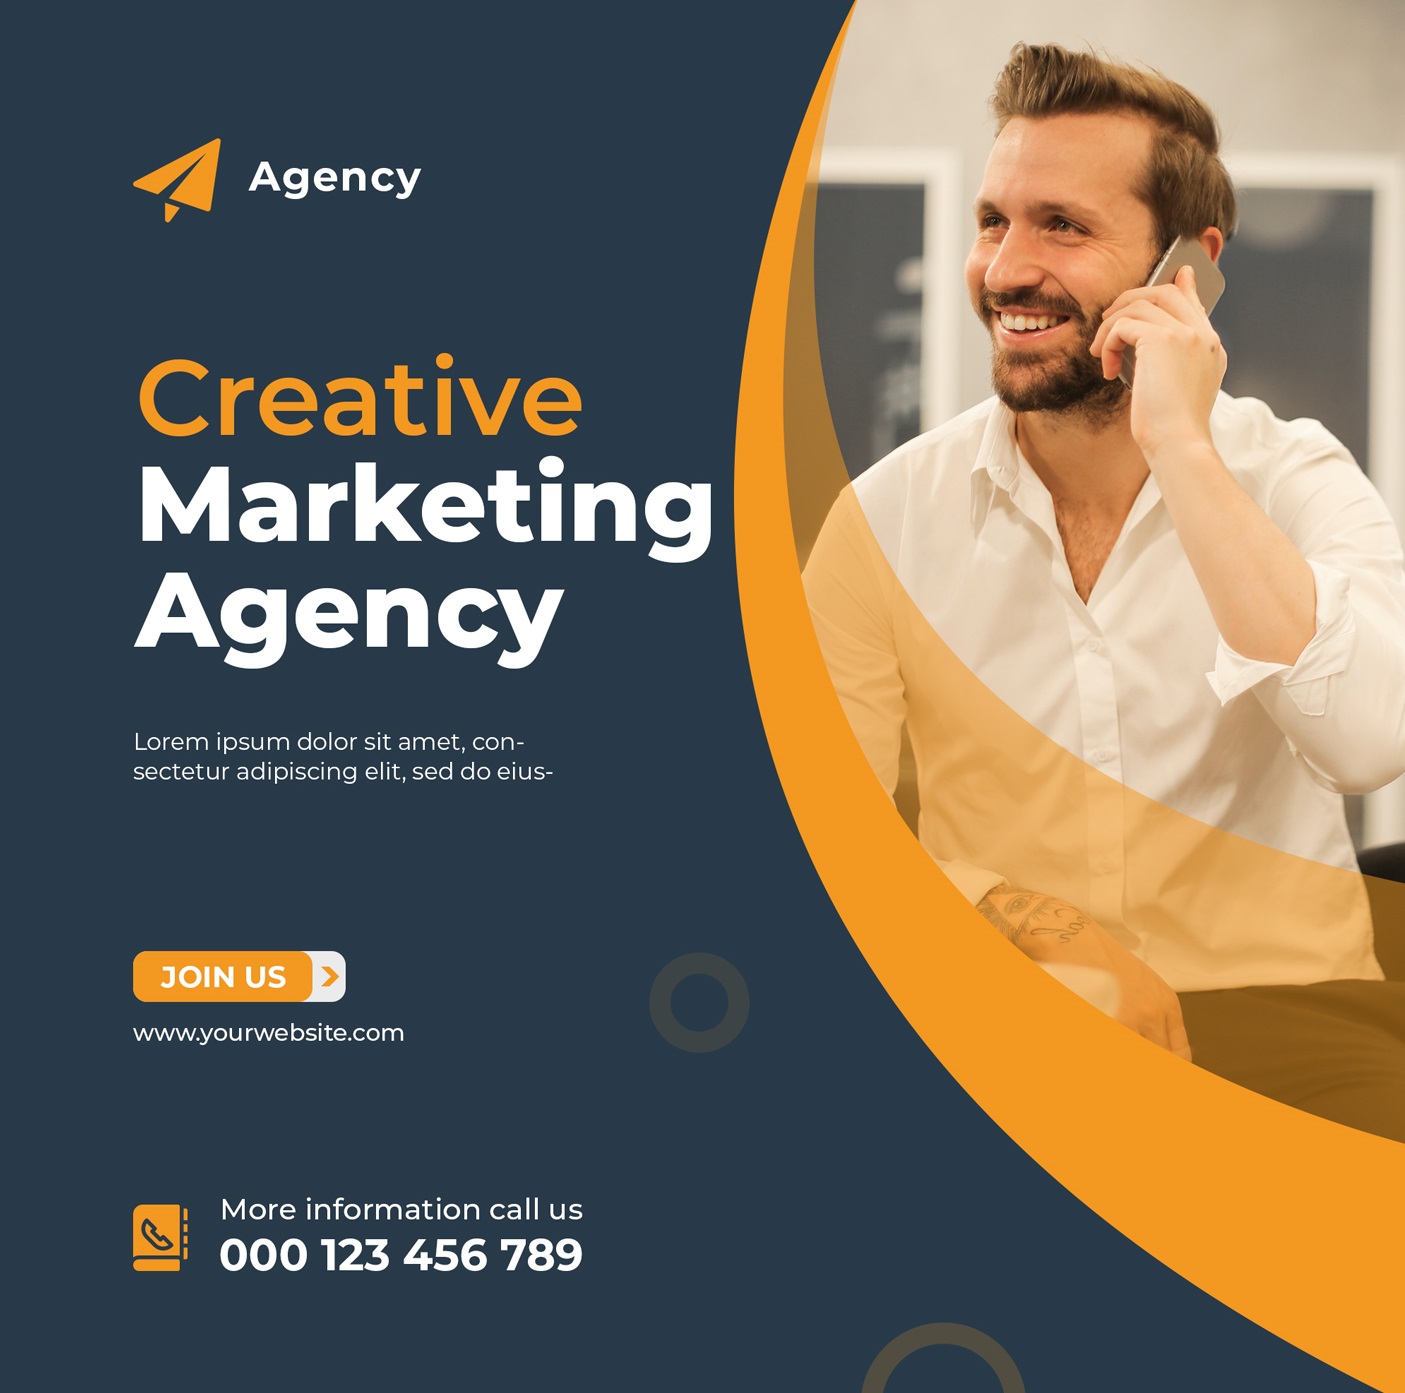 Agency
Creative
Marketing
Agency
Lorem ipsum dolor sit amet, con-
sectetur adipiscing elit, sed do eius-
JOIN US
www.yourwebsite.com
More information call us
000 123 456 789